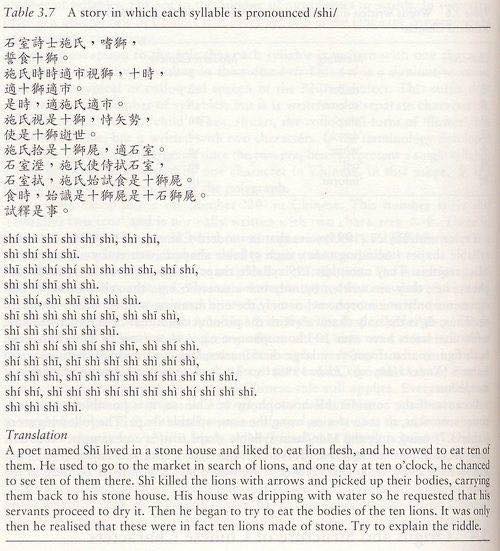 Table 3.7 A story in which each syllable is pronounced /shi/
石室詩士施氏，嗜獅，
誓食十獅。
施氏時時適市視獅，十時，
適十獅適市。
是時，適施氏適市。
施氏視是十獅，恃矢勢，
使是十獅逝世。
施氏拾是十獅屍，適石室。
石室溼，施氏使侍拭石室，
石室拭，施氏始試食是十獅屍。
食時，始識是十獅屍是十石獅屍。
試釋是事。
shí shì shī shì shī shì, shì shī,
shì shí shí shī.
shī shì shí shí shì shì shì shī, shí shí,
shì shí shī shì shì.
shì shí, shì shī shì shì shì.
shī shì shì shì shí shī, shì shǐ shì,
shǐ shì shí shī shì shì.
shī shì shí shì shí shī shī, shì shí shì.
shí shì shī, shī shì shǐ shì shì shí shì,
shí shì shì, shī shì shǐ shì shí shì shí shī shī.
shí shí, shǐ shí shì shí shī shī shì shí shí shī shī.
shì shì shì shì.
Translation
A poet named Shī lived in a stone house and liked to eat lion flesh, and he vowed to eat ten of
them. He used to go to the market in search of lions, and one day at ten o'clock, he chanced
to see ten of them there. Shī killed the lions with arrows and picked up their bodies, carrying
them back to his stone house. His house was dripping with water so he requested that his
servants proceed to dry it. Then he began to try to eat the bodies of the ten lions. It was only
then he realised that these were in fact ten lions made of stone. Try to explain the riddle.